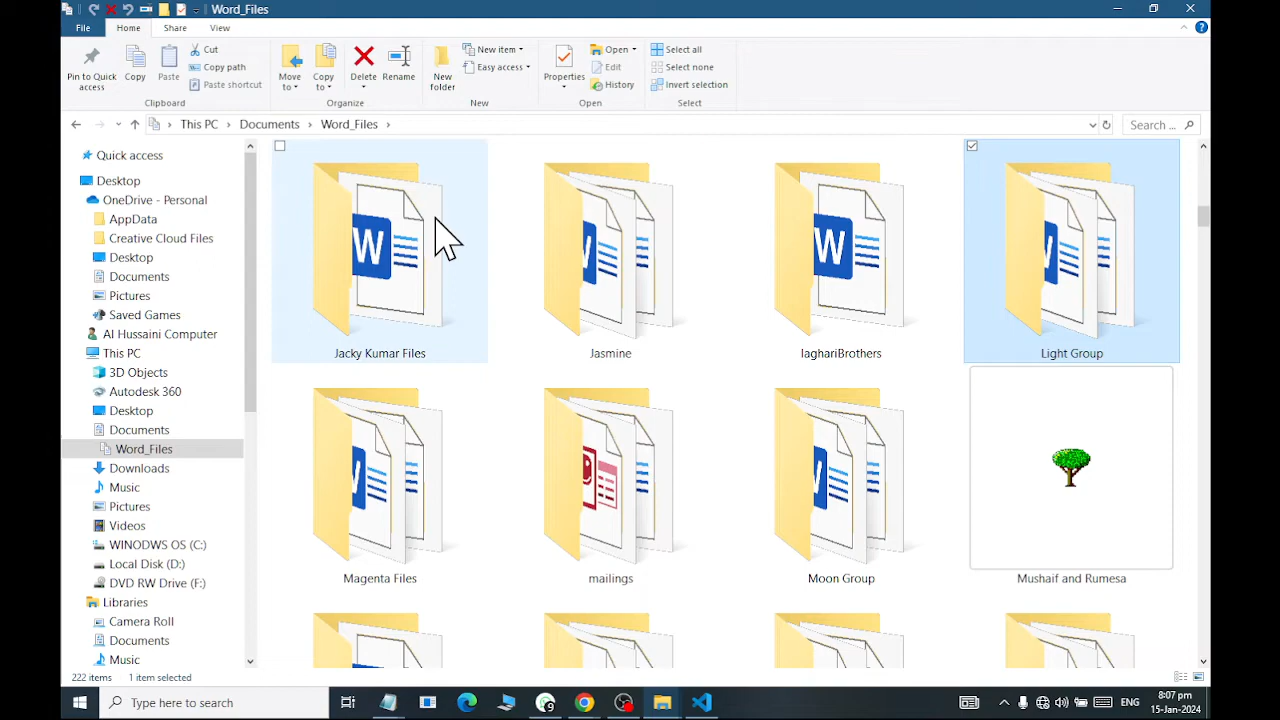 Word_Files
File Home Share View
Pin to Quick access
Copy
Paste
Cut
Copy path
Paste shortcut
Clipboard
Move to
Copy to
Delete
Rename
Organize
New folder
New item
Easy access
New
Properties
Open
Edit
History
Open
Select all
Select none
Invert selection
Select
This PC > Documents > Word_Files >
Search ...
Quick access
Desktop
OneDrive - Personal
AppData
Creative Cloud Files
Desktop
Documents
Pictures
Saved Games
Al Hussaini Computer
This PC
3D Objects
Autodesk 360
Desktop
Documents
Word_Files
Downloads
Music
Pictures
Videos
WINODWS OS (C:)
Local Disk (D:)
DVD RW Drive (F:)
Libraries
Camera Roll
Documents
Music
Jacky Kumar Files
Jasmine
laghariBrothers
Light Group
Magenta Files
mailings
Moon Group
Mushaif and Rumesa
222 items 1 item selected
Type here to search
ENG
8:07 pm
15-Jan-2024